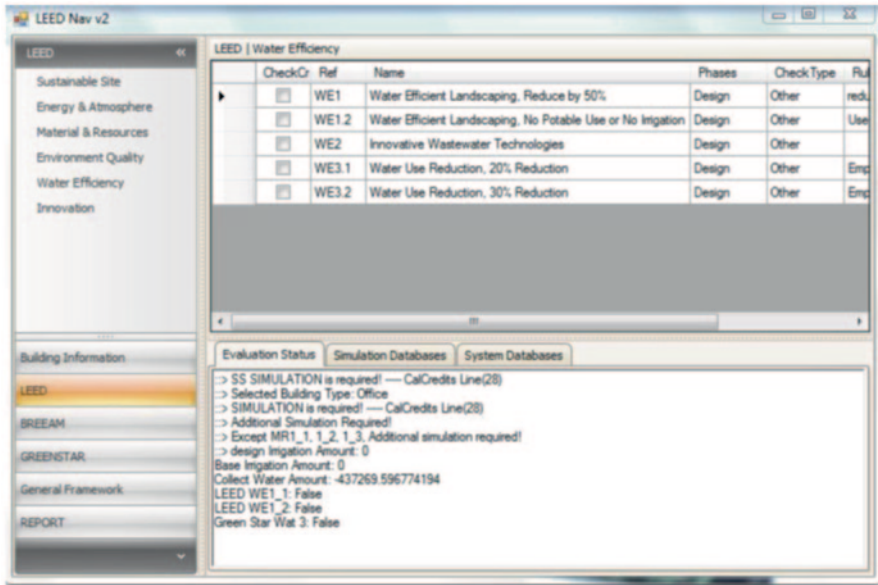 LEED Nav v2
LEED «
Sustainable Site
Energy & Atmosphere
Material & Resources
Environment Quality
Water Efficiency
Innovation
Building Information
LEED
BREEAM
GREENSTAR
General Framework
REPORT
LEED | Water Efficiency
CheckCr Ref Name Phases CheckType Rul
WE1 Water Efficient Landscaping, Reduce by 50% Design Other redu
WE1.2 Water Efficient Landscaping, No Potable Use or No Irrigation Design Other Use
WE2 Innovative Wastewater Technologies Design Other
WE3.1 Water Use Reduction, 20% Reduction Design Other Emp
WE3.2 Water Use Reduction, 30% Reduction Design Other Emp
Evaluation Status Simulation Databases System Databases
::> SS SIMULATION is required! ---- CalCredits Line(28)
::> Selected Building Type: Office
::> SIMULATION is required! ---- CalCredits Line(28)
::> Additional Simulation Required!
::> Except MR1_1, 1_2, 1_3, Additional simulation required!
::> design Irrigation Amount: 0
Base Irrigation Amount: 0
Collect Water Amount: -437269.596774194
LEED WE1_1: False
LEED WE1_2: False
Green Star Wat 3: False